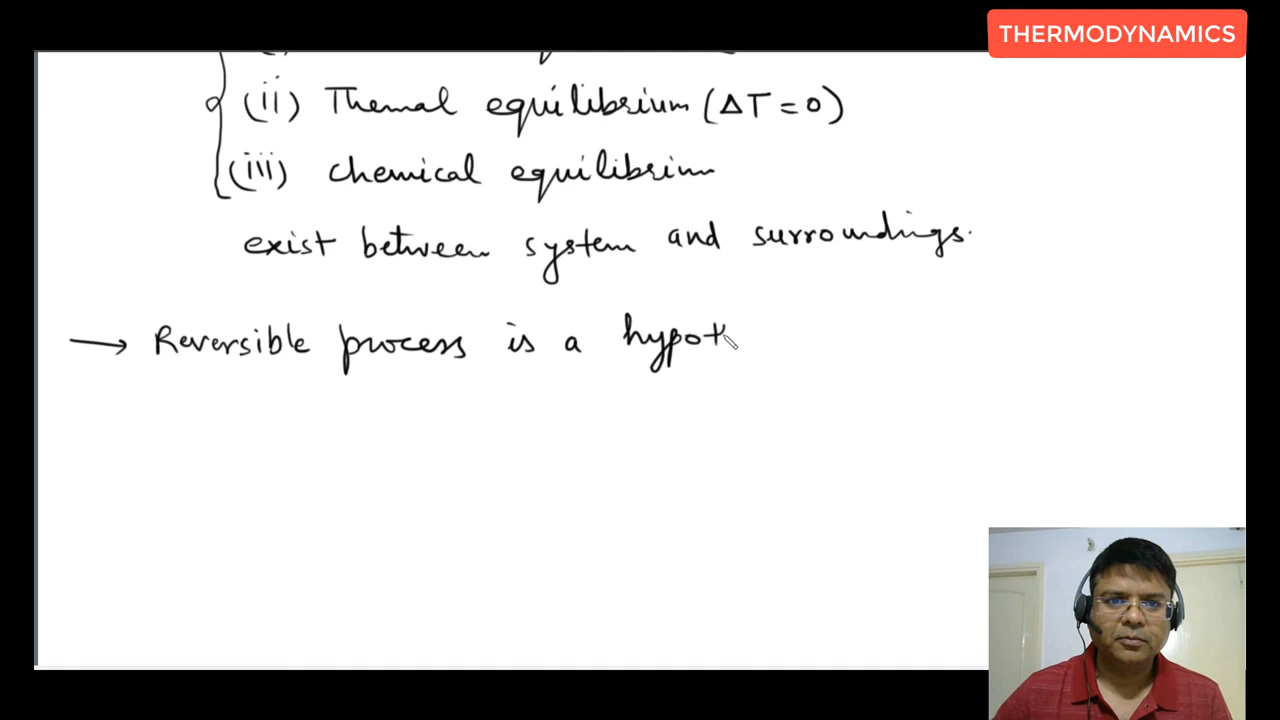 THERMODYNAMICS
(ii) Themal equilibrium (ΔT = 0)
(iii) chemical equilibrium
exist between system and surroundings.
→ Reversible process is a hypot